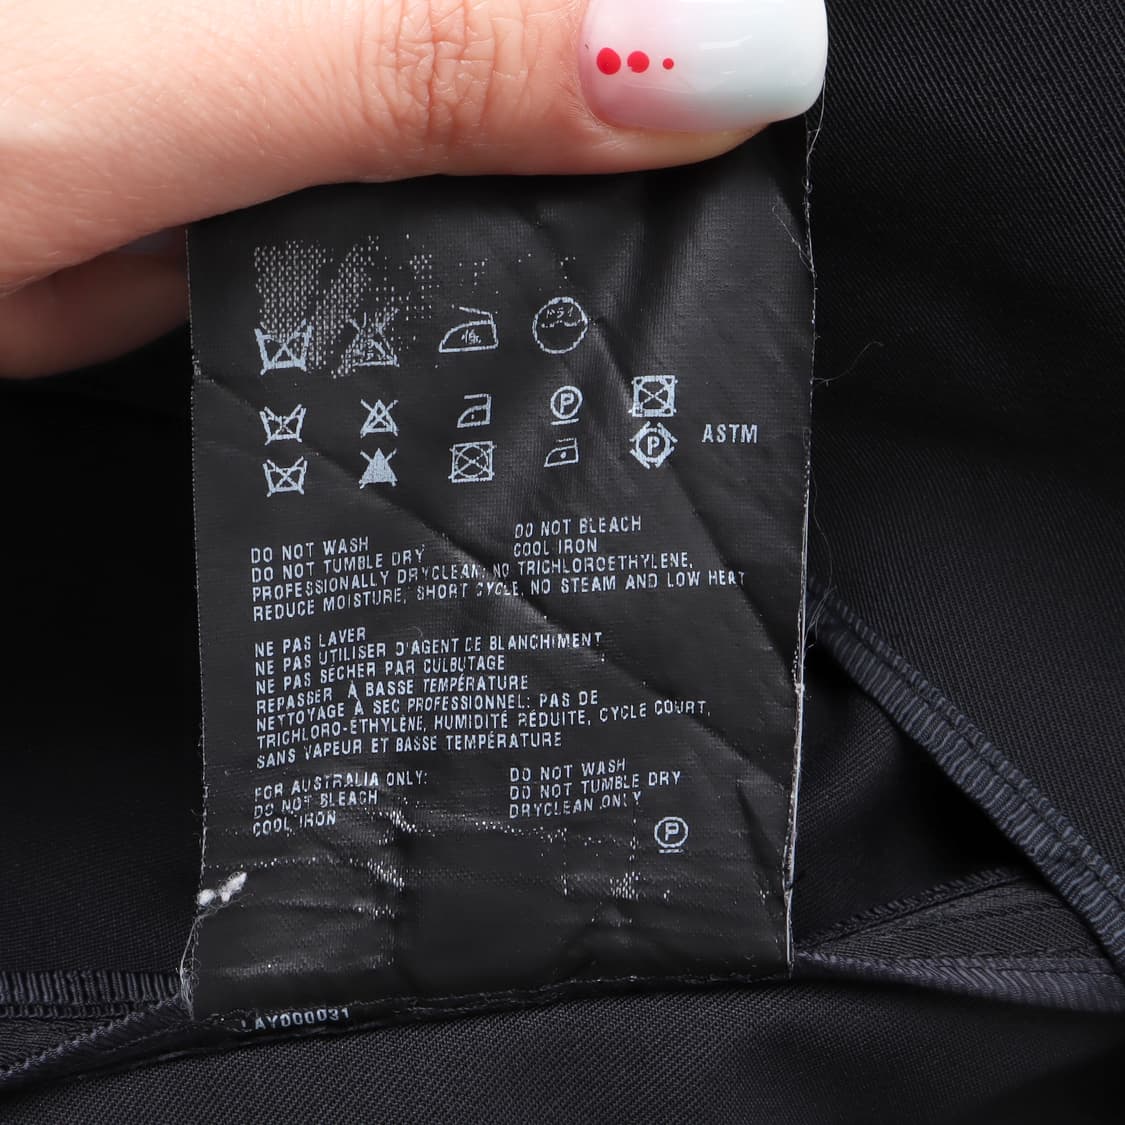 ASTM
DO NOT WASH DO NOT BLEACH
DO NOT TUMBLE DRY COOL IRON
PROFESSIONALLY DRYCLEAN, NO TRICHLOROETHYLENE,
REDUCE MOISTURE, SHORT CYCLE, NO STEAM AND LOW HEAT
NE PAS LAVER
NE PAS UTILISER D'AGENT DE BLANCHIMENT
NE PAS SÉCHER PAR CULBUTAGE
REPASSER À BASSE TEMPÉRATURE
NETTOYAGE À SEC PROFESSIONNEL: PAS DE
TRICHLORO-ÉTHYLÈNE, HUMIDITÉ RÉDUITE, CYCLE COURT,
SANS VAPEUR ET BASSE TEMPÉRATURE
FOR AUSTRALIA ONLY: DO NOT WASH
DO NOT BLEACH DO NOT TUMBLE DRY
COOL IRON DRYCLEAN ONLY
P
LAY000031